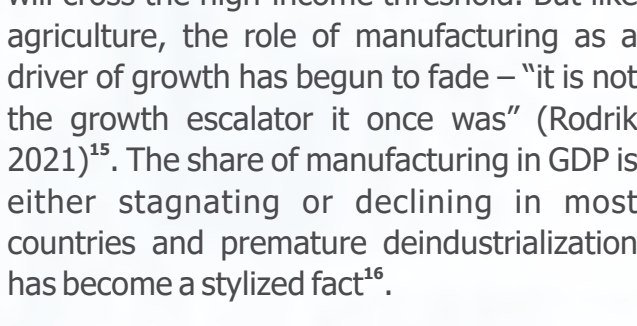 will cross the high income threshold. But like
agriculture, the role of manufacturing as a
driver of growth has begun to fade – “it is not
the growth escalator it once was” (Rodrik
2021)¹⁵. The share of manufacturing in GDP is
either stagnating or declining in most
countries and premature deindustrialization
has become a stylized fact¹⁶.